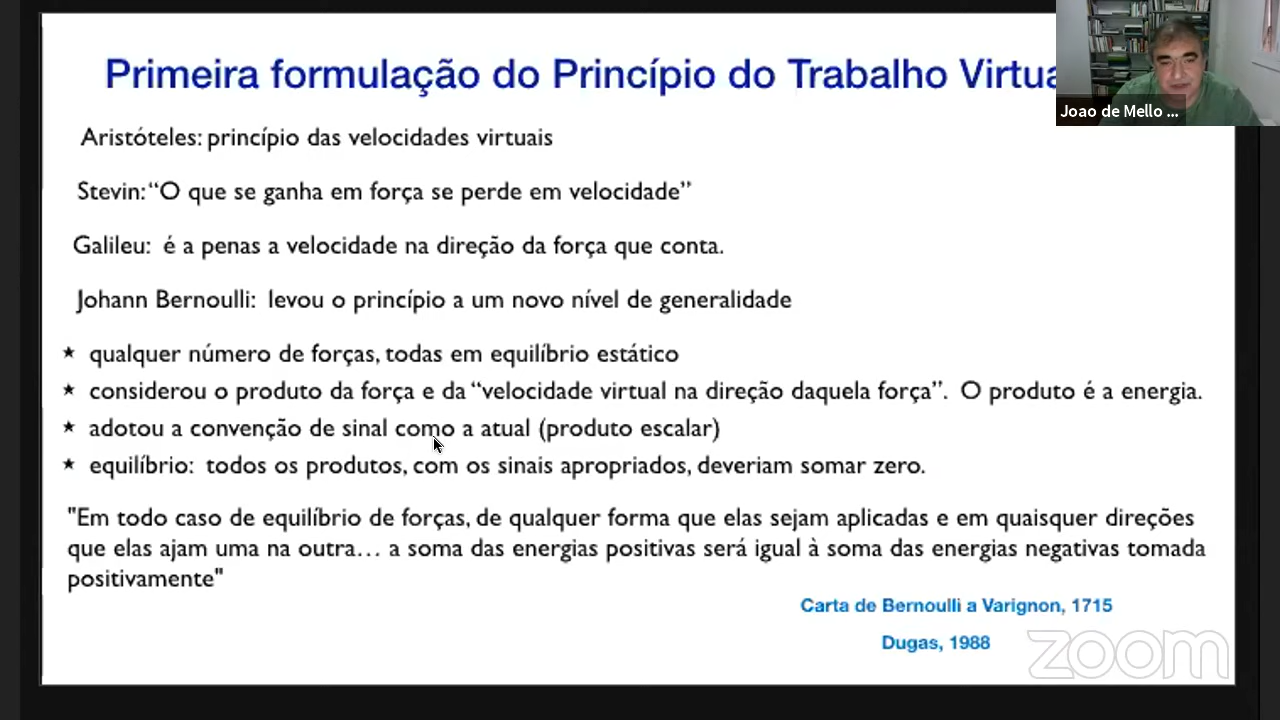 Primeira formulação do Princípio do Trabalho Virtua
Joao de Mello ...
Aristóteles: princípio das velocidades virtuais
Stevin: “O que se ganha em força se perde em velocidade”
Galileu: é a penas a velocidade na direção da força que conta.
Johann Bernoulli: levou o princípio a um novo nível de generalidade
★ qualquer número de forças, todas em equilíbrio estático
★ considerou o produto da força e da “velocidade virtual na direção daquela força”. O produto é a energia.
★ adotou a convenção de sinal como a atual (produto escalar)
★ equilíbrio: todos os produtos, com os sinais apropriados, deveriam somar zero.
"Em todo caso de equilíbrio de forças, de qualquer forma que elas sejam aplicadas e em quaisquer direções
que elas ajam uma na outra… a soma das energias positivas será igual à soma das energias negativas tomada
positivamente"
Carta de Bernoulli a Varignon, 1715
Dugas, 1988
zoom